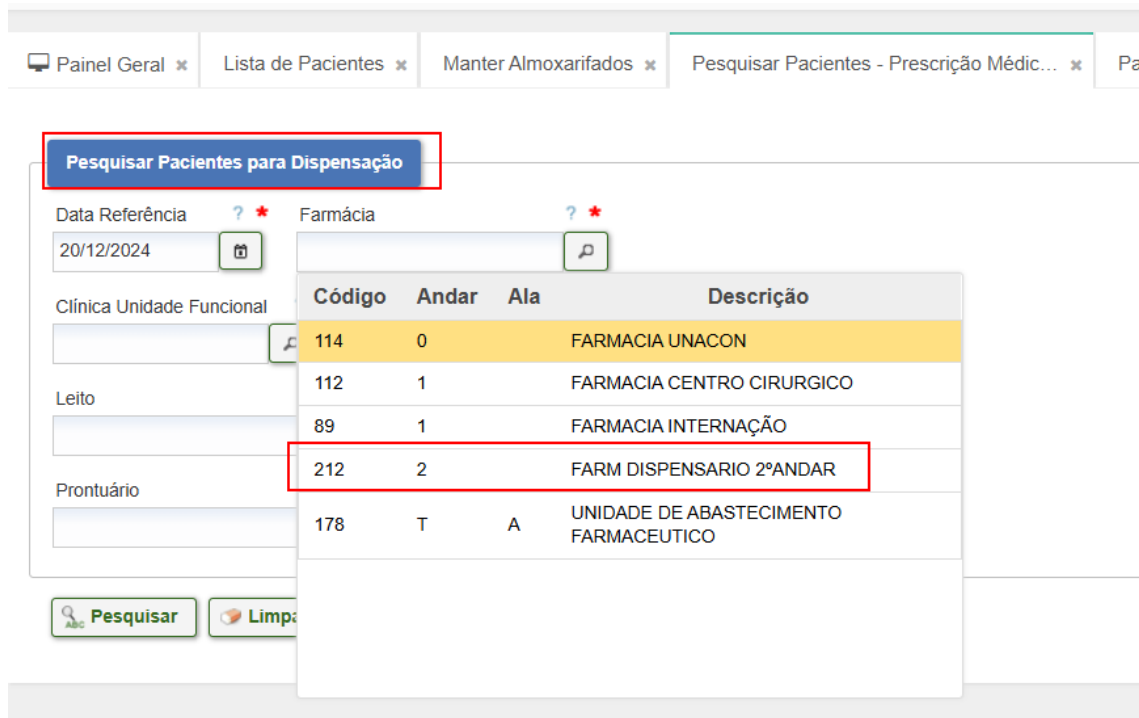 Painel Geral × Lista de Pacientes × Manter Almoxarifados × Pesquisar Pacientes - Prescrição Médic... × Pa
Pesquisar Pacientes para Dispensação
Data Referência ? * Farmácia ? *
20/12/2024
Clínica Unidade Funcional
Leito
Prontuário
Código Andar Ala Descrição
114 0 FARMACIA UNACON
112 1 FARMACIA CENTRO CIRURGICO
89 1 FARMACIA INTERNAÇÃO
212 2 FARM DISPENSARIO 2ºANDAR
178 T A UNIDADE DE ABASTECIMENTO
FARMACEUTICO
ABC Pesquisar Limpa